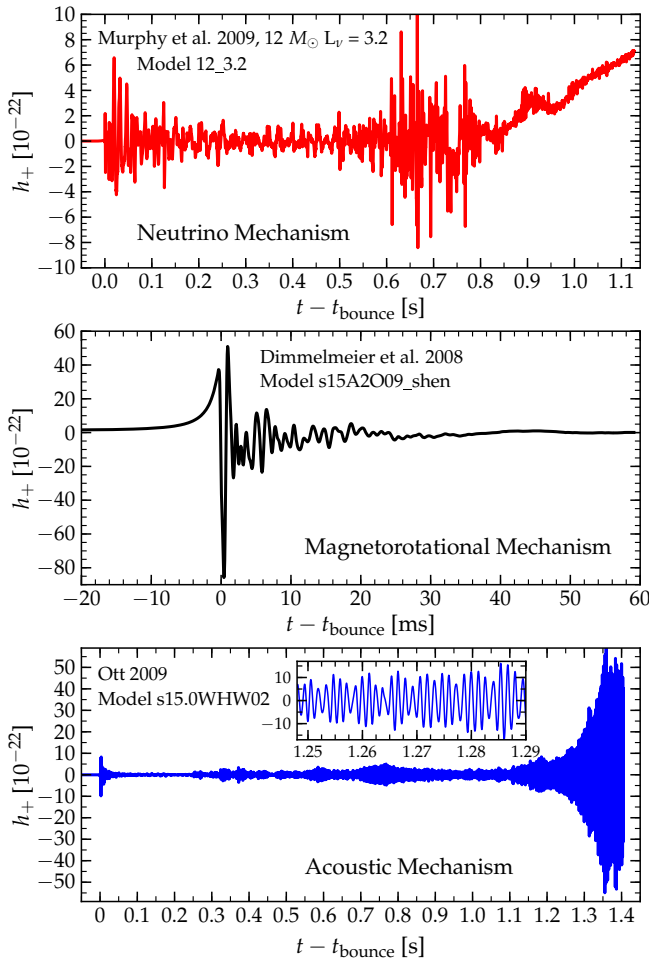 Murphy et al. 2009, 12 M⊙ Lν = 3.2
Model 12_3.2
10
8
6
4
2
0
−2
−4
−6
−8
−10
h+ [10−22]
Neutrino Mechanism
0.0 0.1 0.2 0.3 0.4 0.5 0.6 0.7 0.8 0.9 1.0 1.1
t − tbounce [s]
Dimmelmeier et al. 2008
Model s15A2O09_shen
60
40
20
0
−20
−40
−60
−80
h+ [10−22]
Magnetorotational Mechanism
−20 −10 0 10 20 30 40 50 60
t − tbounce [ms]
Ott 2009
Model s15.0WHW02
50
40
30
20
10
0
−10
−20
−30
−40
−50
h+ [10−22]
10
0
−10
1.25 1.26 1.27 1.28 1.29
Acoustic Mechanism
0 0.1 0.2 0.3 0.4 0.5 0.6 0.7 0.8 0.9 1.0 1.1 1.2 1.3 1.4
t − tbounce [s]